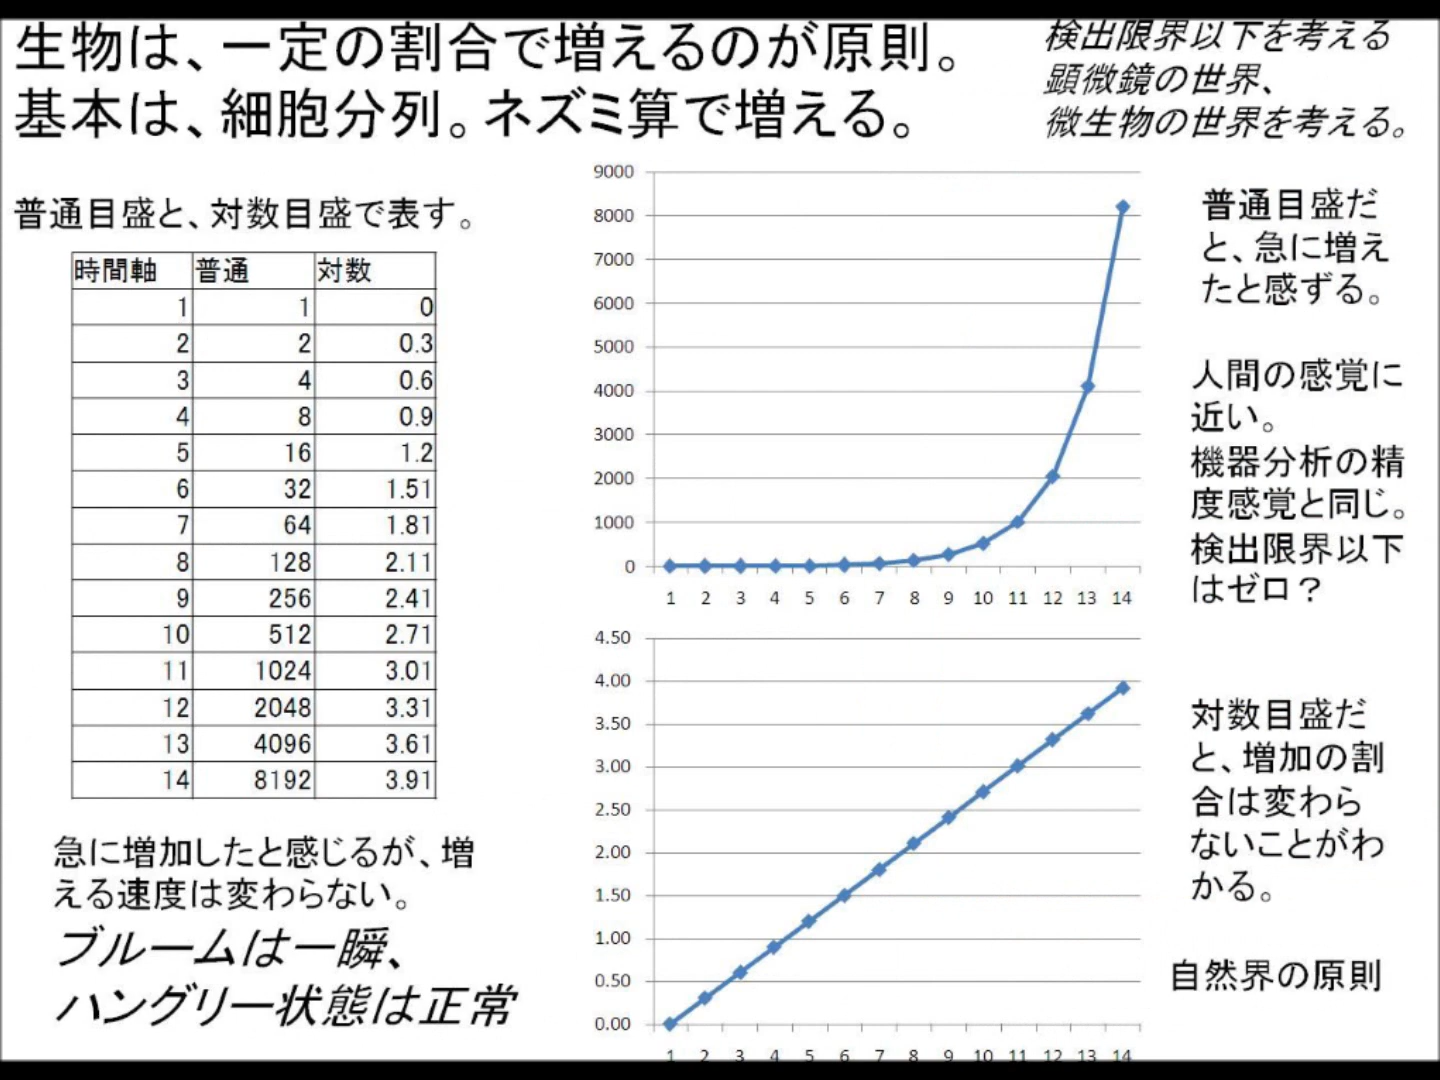 生物は、一定の割合で増えるのが原則。
基本は、細胞分列。ネズミ算で増える。
検出限界以下を考える
顕微鏡の世界、
微生物の世界を考える。
普通目盛と、対数目盛で表す。
時間軸 普通 対数
1 1 0
2 2 0.3
3 4 0.6
4 8 0.9
5 16 1.2
6 32 1.51
7 64 1.81
8 128 2.11
9 256 2.41
10 512 2.71
11 1024 3.01
12 2048 3.31
13 4096 3.61
14 8192 3.91
急に増加したと感じるが、増
える速度は変わらない。
ブルームは一瞬、
ハングリー状態は正常
9000
8000
7000
6000
5000
4000
3000
2000
1000
0
1 2 3 4 5 6 7 8 9 10 11 12 13 14
普通目盛だ
と、急に増え
たと感ずる。
人間の感覚に
近い。
機器分析の精
度感覚と同じ。
検出限界以下
はゼロ？
4.50
4.00
3.50
3.00
2.50
2.00
1.50
1.00
0.50
0.00
1 2 3 4 5 6 7 8 9 10 11 12 13 14
対数目盛だ
と、増加の割
合は変わら
ないことがわ
かる。
自然界の原則